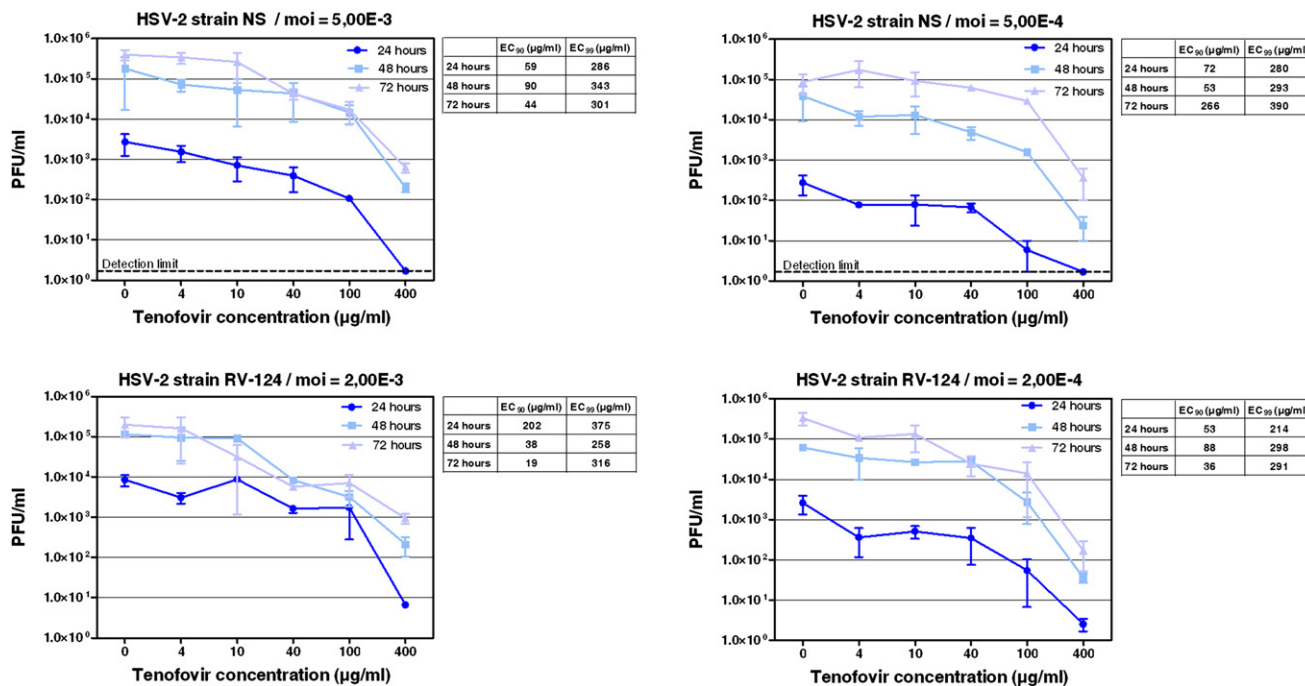 HSV-2 strain NS / moi = 5,00E-3
PFU/ml
1.0×10⁶
1.0×10⁵
1.0×10⁴
1.0×10³
1.0×10²
1.0×10¹
1.0×10⁰
24 hours
48 hours
72 hours
Detection limit
0 4 10 40 100 400
Tenofovir concentration (µg/ml)
EC₉₀ (µg/ml) EC₉₉ (µg/ml)
24 hours 59 286
48 hours 90 343
72 hours 44 301
HSV-2 strain NS / moi = 5,00E-4
PFU/ml
1.0×10⁶
1.0×10⁵
1.0×10⁴
1.0×10³
1.0×10²
1.0×10¹
1.0×10⁰
24 hours
48 hours
72 hours
Detection limit
0 4 10 40 100 400
Tenofovir concentration (µg/ml)
EC₉₀ (µg/ml) EC₉₉ (µg/ml)
24 hours 72 280
48 hours 53 293
72 hours 266 390
HSV-2 strain RV-124 / moi = 2,00E-3
PFU/ml
1.0×10⁶
1.0×10⁵
1.0×10⁴
1.0×10³
1.0×10²
1.0×10¹
1.0×10⁰
24 hours
48 hours
72 hours
0 4 10 40 100 400
Tenofovir concentration (µg/ml)
EC₉₀ (µg/ml) EC₉₉ (µg/ml)
24 hours 202 375
48 hours 38 258
72 hours 19 316
HSV-2 strain RV-124 / moi = 2,00E-4
PFU/ml
1.0×10⁶
1.0×10⁵
1.0×10⁴
1.0×10³
1.0×10²
1.0×10¹
1.0×10⁰
24 hours
48 hours
72 hours
0 4 10 40 100 400
Tenofovir concentration (µg/ml)
EC₉₀ (µg/ml) EC₉₉ (µg/ml)
24 hours 53 214
48 hours 88 298
72 hours 36 291